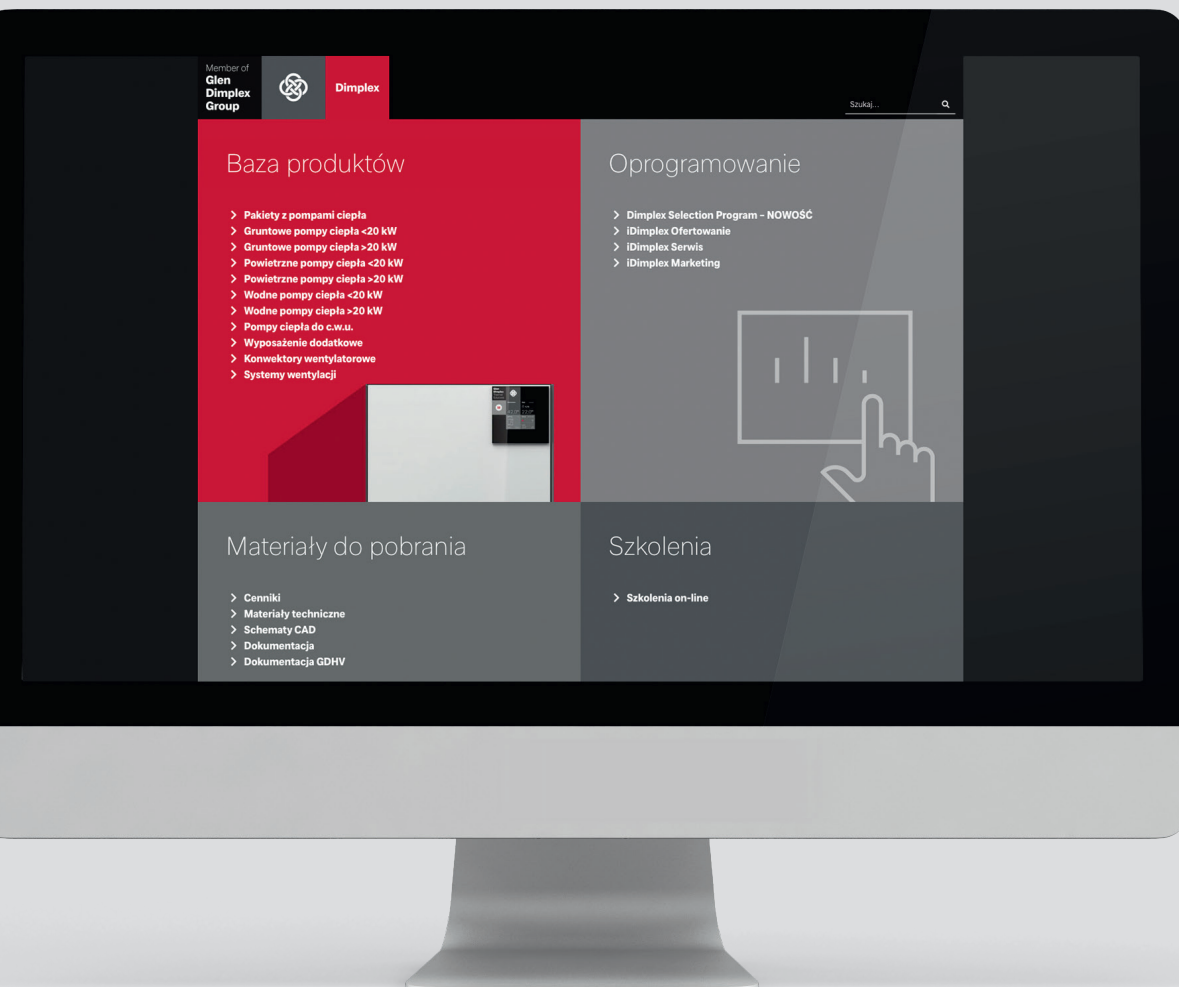 Member of
Glen
Dimplex
Group
Dimplex
Szukaj...
Baza produktów
Pakiety z pompami ciepła
Gruntowe pompy ciepła <20 kW
Gruntowe pompy ciepła >20 kW
Powietrzne pompy ciepła <20 kW
Powietrzne pompy ciepła >20 kW
Wodne pompy ciepła <20 kW
Wodne pompy ciepła >20 kW
Pompy ciepła do c.w.u.
Wyposażenie dodatkowe
Konwektory wentylatorowe
Systemy wentylacji
Oprogramowanie
Dimplex Selection Program – NOWOŚĆ
iDimplex Ofertowanie
iDimplex Serwis
iDimplex Marketing
Materiały do pobrania
Cenniki
Materiały techniczne
Schematy CAD
Dokumentacja
Dokumentacja GDHV
Szkolenia
Szkolenia on-line